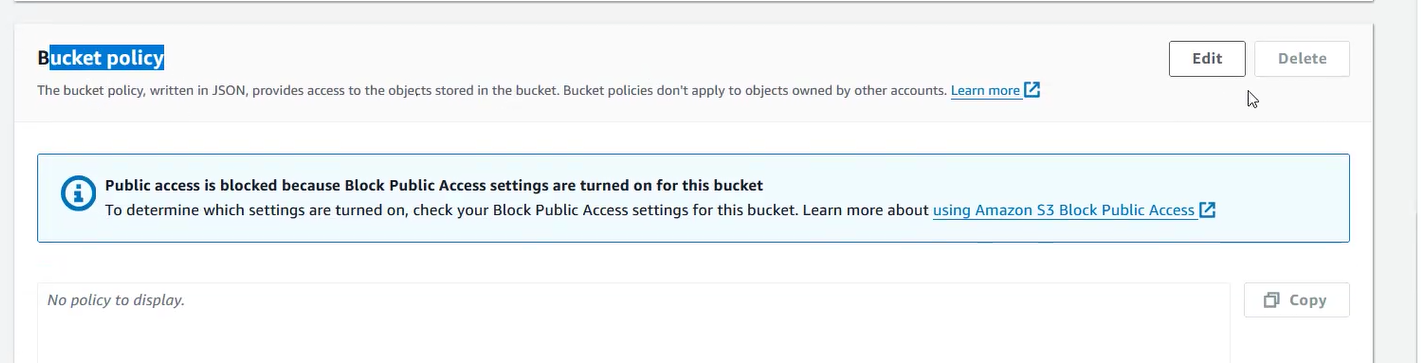 Bucket policy
Edit
Delete
The bucket policy, written in JSON, provides access to the objects stored in the bucket. Bucket policies don't apply to objects owned by other accounts. Learn more
Public access is blocked because Block Public Access settings are turned on for this bucket
To determine which settings are turned on, check your Block Public Access settings for this bucket. Learn more about using Amazon S3 Block Public Access
No policy to display.
Copy